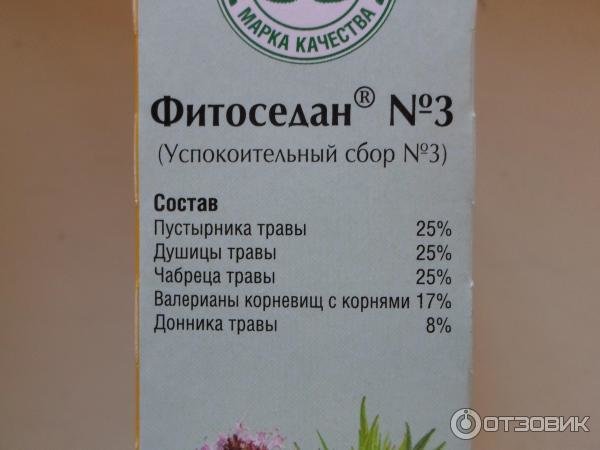 МАРКА КАЧЕСТВА
Фитоседан® №3
(Успокоительный сбор №3)
Состав
Пустырника травы 25%
Душицы травы 25%
Чабреца травы 25%
Валерианы корневищ с корнями 17%
Донника травы 8%
ОТЗОВИК